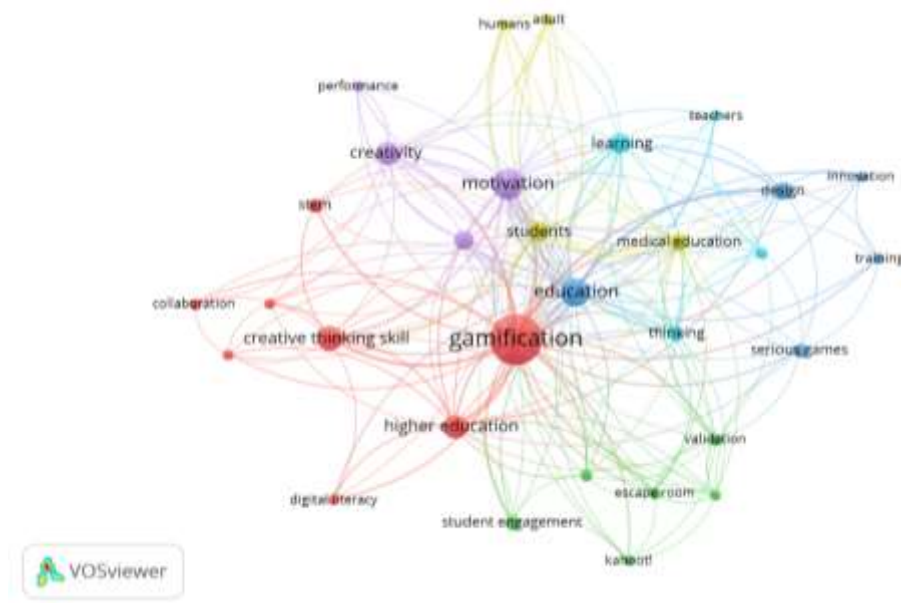 humans
adult
performance
teachers
learning
creativity
innovation
motivation
design
stem
students
medical education
training
education
collaboration
gamification
creative thinking skill
thinking
serious games
higher education
validation
escape room
digital literacy
student engagement
kahoot!
VOSviewer